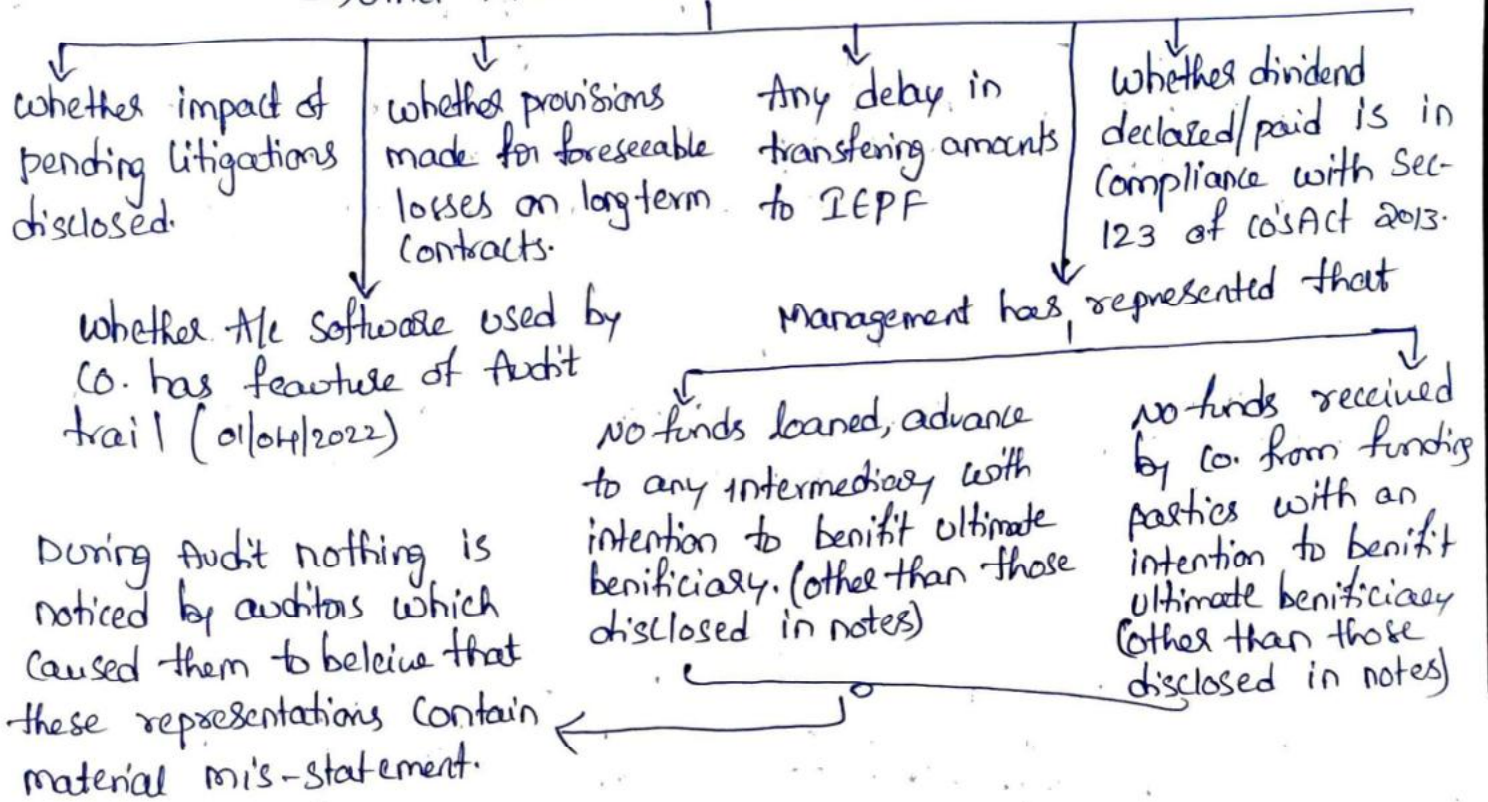 whether impact of
pending litigations
disclosed.
whether provisions
made for foreseeable
losses on longterm
Contracts.
Any delay in
transfering amounts
to IEPF
whether dividend
declared/paid is in
Compliance with Sec-
123 of co's Act 2013.
whether A/c Software used by
Co. has feauture of Audit
trail (01/04/2022)
Management has represented that
No funds loaned, advance
to any intermediary with
intention to benifit ultimate
benificiary. (other than those
disclosed in notes)
No funds received
by co. from funding
parties with an
intention to benifit
ultimate benificiary
(other than those
disclosed in notes)
During Audit nothing is
noticed by auditors which
caused them to beleive that
these representations contain
material mis-statement.